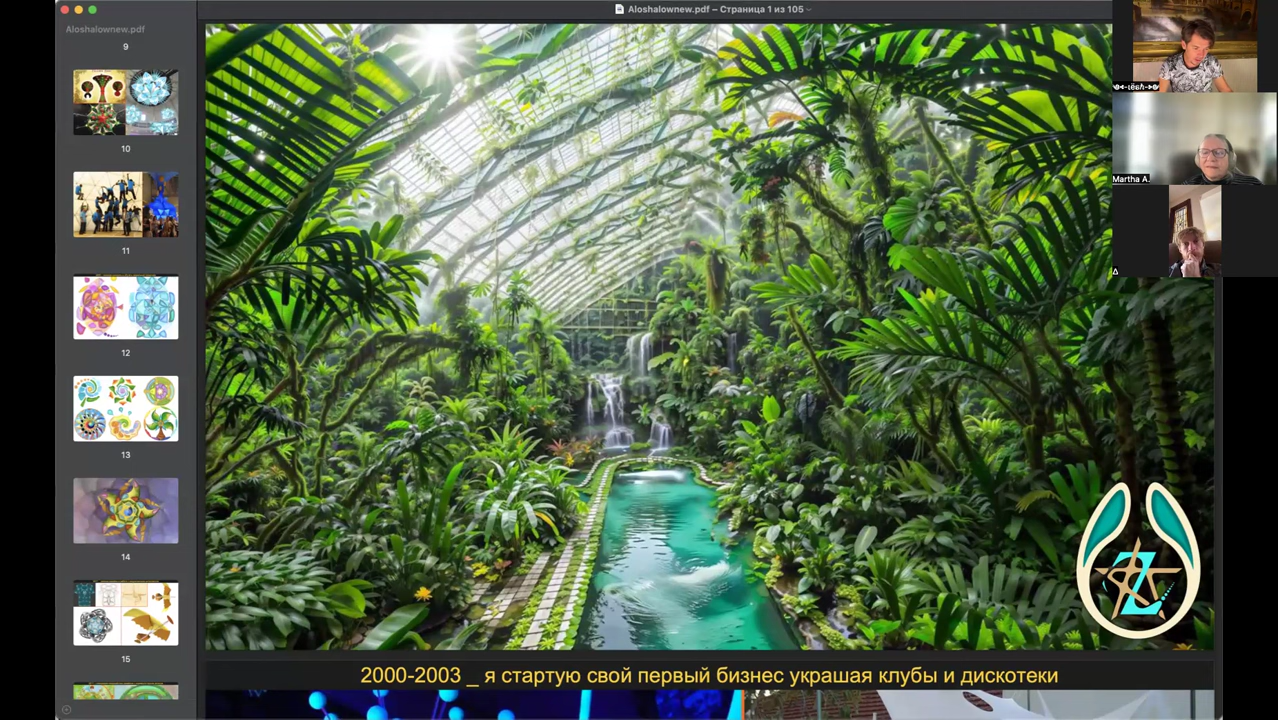 Aloshalownew.pdf – Страница 1 из 105
Aloshalownew.pdf
9
10
11
12
13
14
15
Martha A.
Z
2000-2003 _ я стартую свой первый бизнес украшая клубы и дискотеки